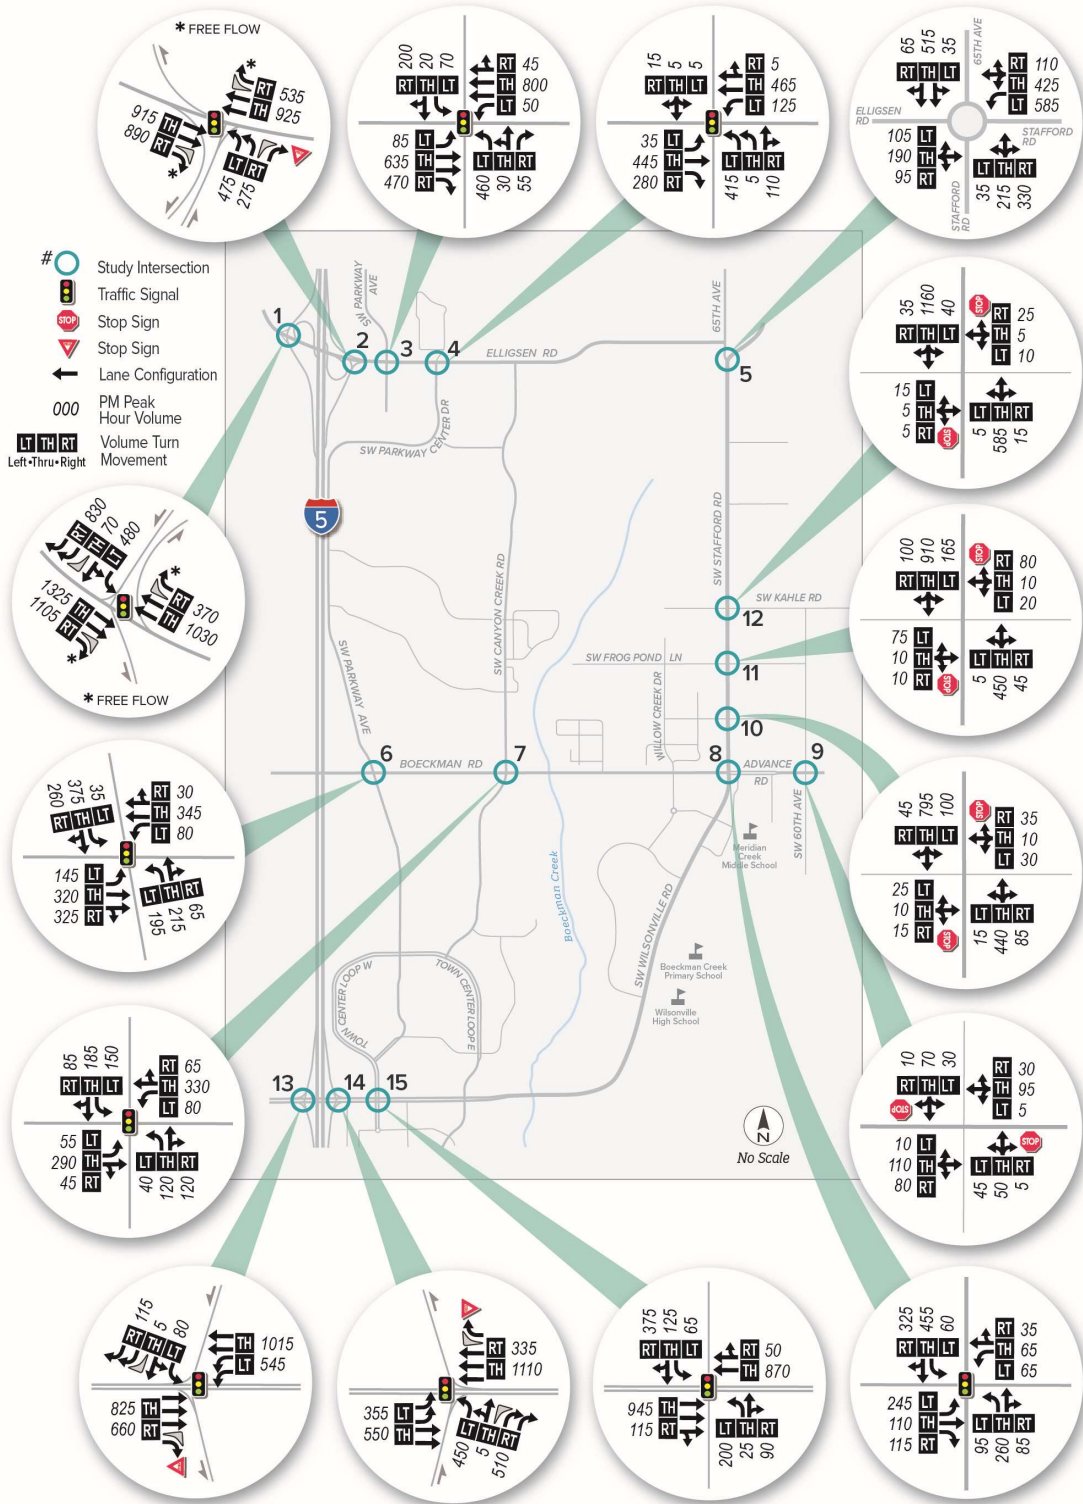 * FREE FLOW
915 TH
890 RT
*
*
RT 535
TH 925
LT RT
475 275
200 20 70
RT TH LT
RT 45
TH 800
LT 50
85 LT
635 TH
470 RT
LT TH RT
460 30 55
15 5 5
RT TH LT
RT 5
TH 465
LT 125
35 LT
445 TH
280 RT
LT TH RT
415 5 110
65 515 35
RT TH LT
65TH AVE
RT 110
TH 425
LT 585
ELLIGSEN
RD
STAFFORD
RD
105 LT
190 TH
95 RT
LT TH RT
35 215 330
STAFFORD
RD
# Study Intersection
Traffic Signal
STOP Stop Sign
Stop Sign
Lane Configuration
000 PM Peak
Hour Volume
LT TH RT Volume Turn
Left•Thru•Right Movement
1
2
3
4
5
6
7
8
9
10
11
12
13
14
15
SW PARKWAY
AVE
ELLIGSEN RD
65TH AVE
SW PARKWAY CENTER DR
5
SW STAFFORD RD
SW CANYON CREEK RD
SW KAHLE RD
SW FROG POND LN
SW PARKWAY AVE
WILLOW CREEK DR
BOECKMAN RD
ADVANCE
RD
SW 60TH AVE
Meridian
Creek
Middle School
Boeckman Creek
SW WILSONVILLE RD
Boeckman Creek
Primary School
Wilsonville
High School
TOWN CENTER LOOP W
TOWN CENTER LOOP E
N
No Scale
35 1160 40
RT TH LT
STOP
RT 25
TH 5
LT 10
15 LT
5 TH
5 RT
STOP
LT TH RT
5 585 15
100 910 165
RT TH LT
STOP
RT 80
TH 10
LT 20
75 LT
10 TH
10 RT
STOP
LT TH RT
5 450 45
45 795 100
RT TH LT
STOP
RT 35
TH 10
LT 30
25 LT
10 TH
15 RT
STOP
LT TH RT
15 440 85
10 70 30
RT TH LT
STOP
RT 30
TH 95
LT 5
10 LT
110 TH
80 RT
STOP
LT TH RT
45 50 5
325 455 60
RT TH LT
RT 35
TH 65
LT 65
245 LT
110 TH
115 RT
LT TH RT
95 260 85
830 70 480
RT TH LT
1325 TH
1105 RT
*
*
RT 370
TH 1030
* FREE FLOW
260 375 35
RT TH LT
RT 30
TH 345
LT 80
145 LT
320 TH
325 RT
LT TH RT
195 215 65
85 185 150
RT TH LT
RT 65
TH 330
LT 80
55 LT
290 TH
45 RT
LT TH RT
40 120 120
115 5 80
RT TH LT
TH 1015
LT 545
825 TH
660 RT
RT 335
TH 1110
355 LT
550 TH
LT TH RT
450 5 510
375 125 65
RT TH LT
RT 50
TH 870
945 TH
115 RT
LT TH RT
200 25 90